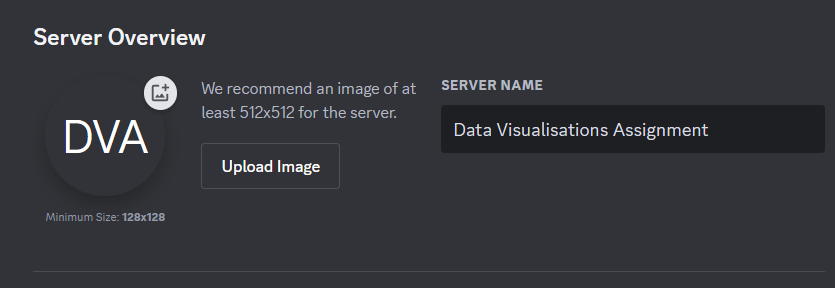 Server Overview
DVA
Minimum Size: 128x128
We recommend an image of at
least 512x512 for the server.
Upload Image
SERVER NAME
Data Visualisations Assignment